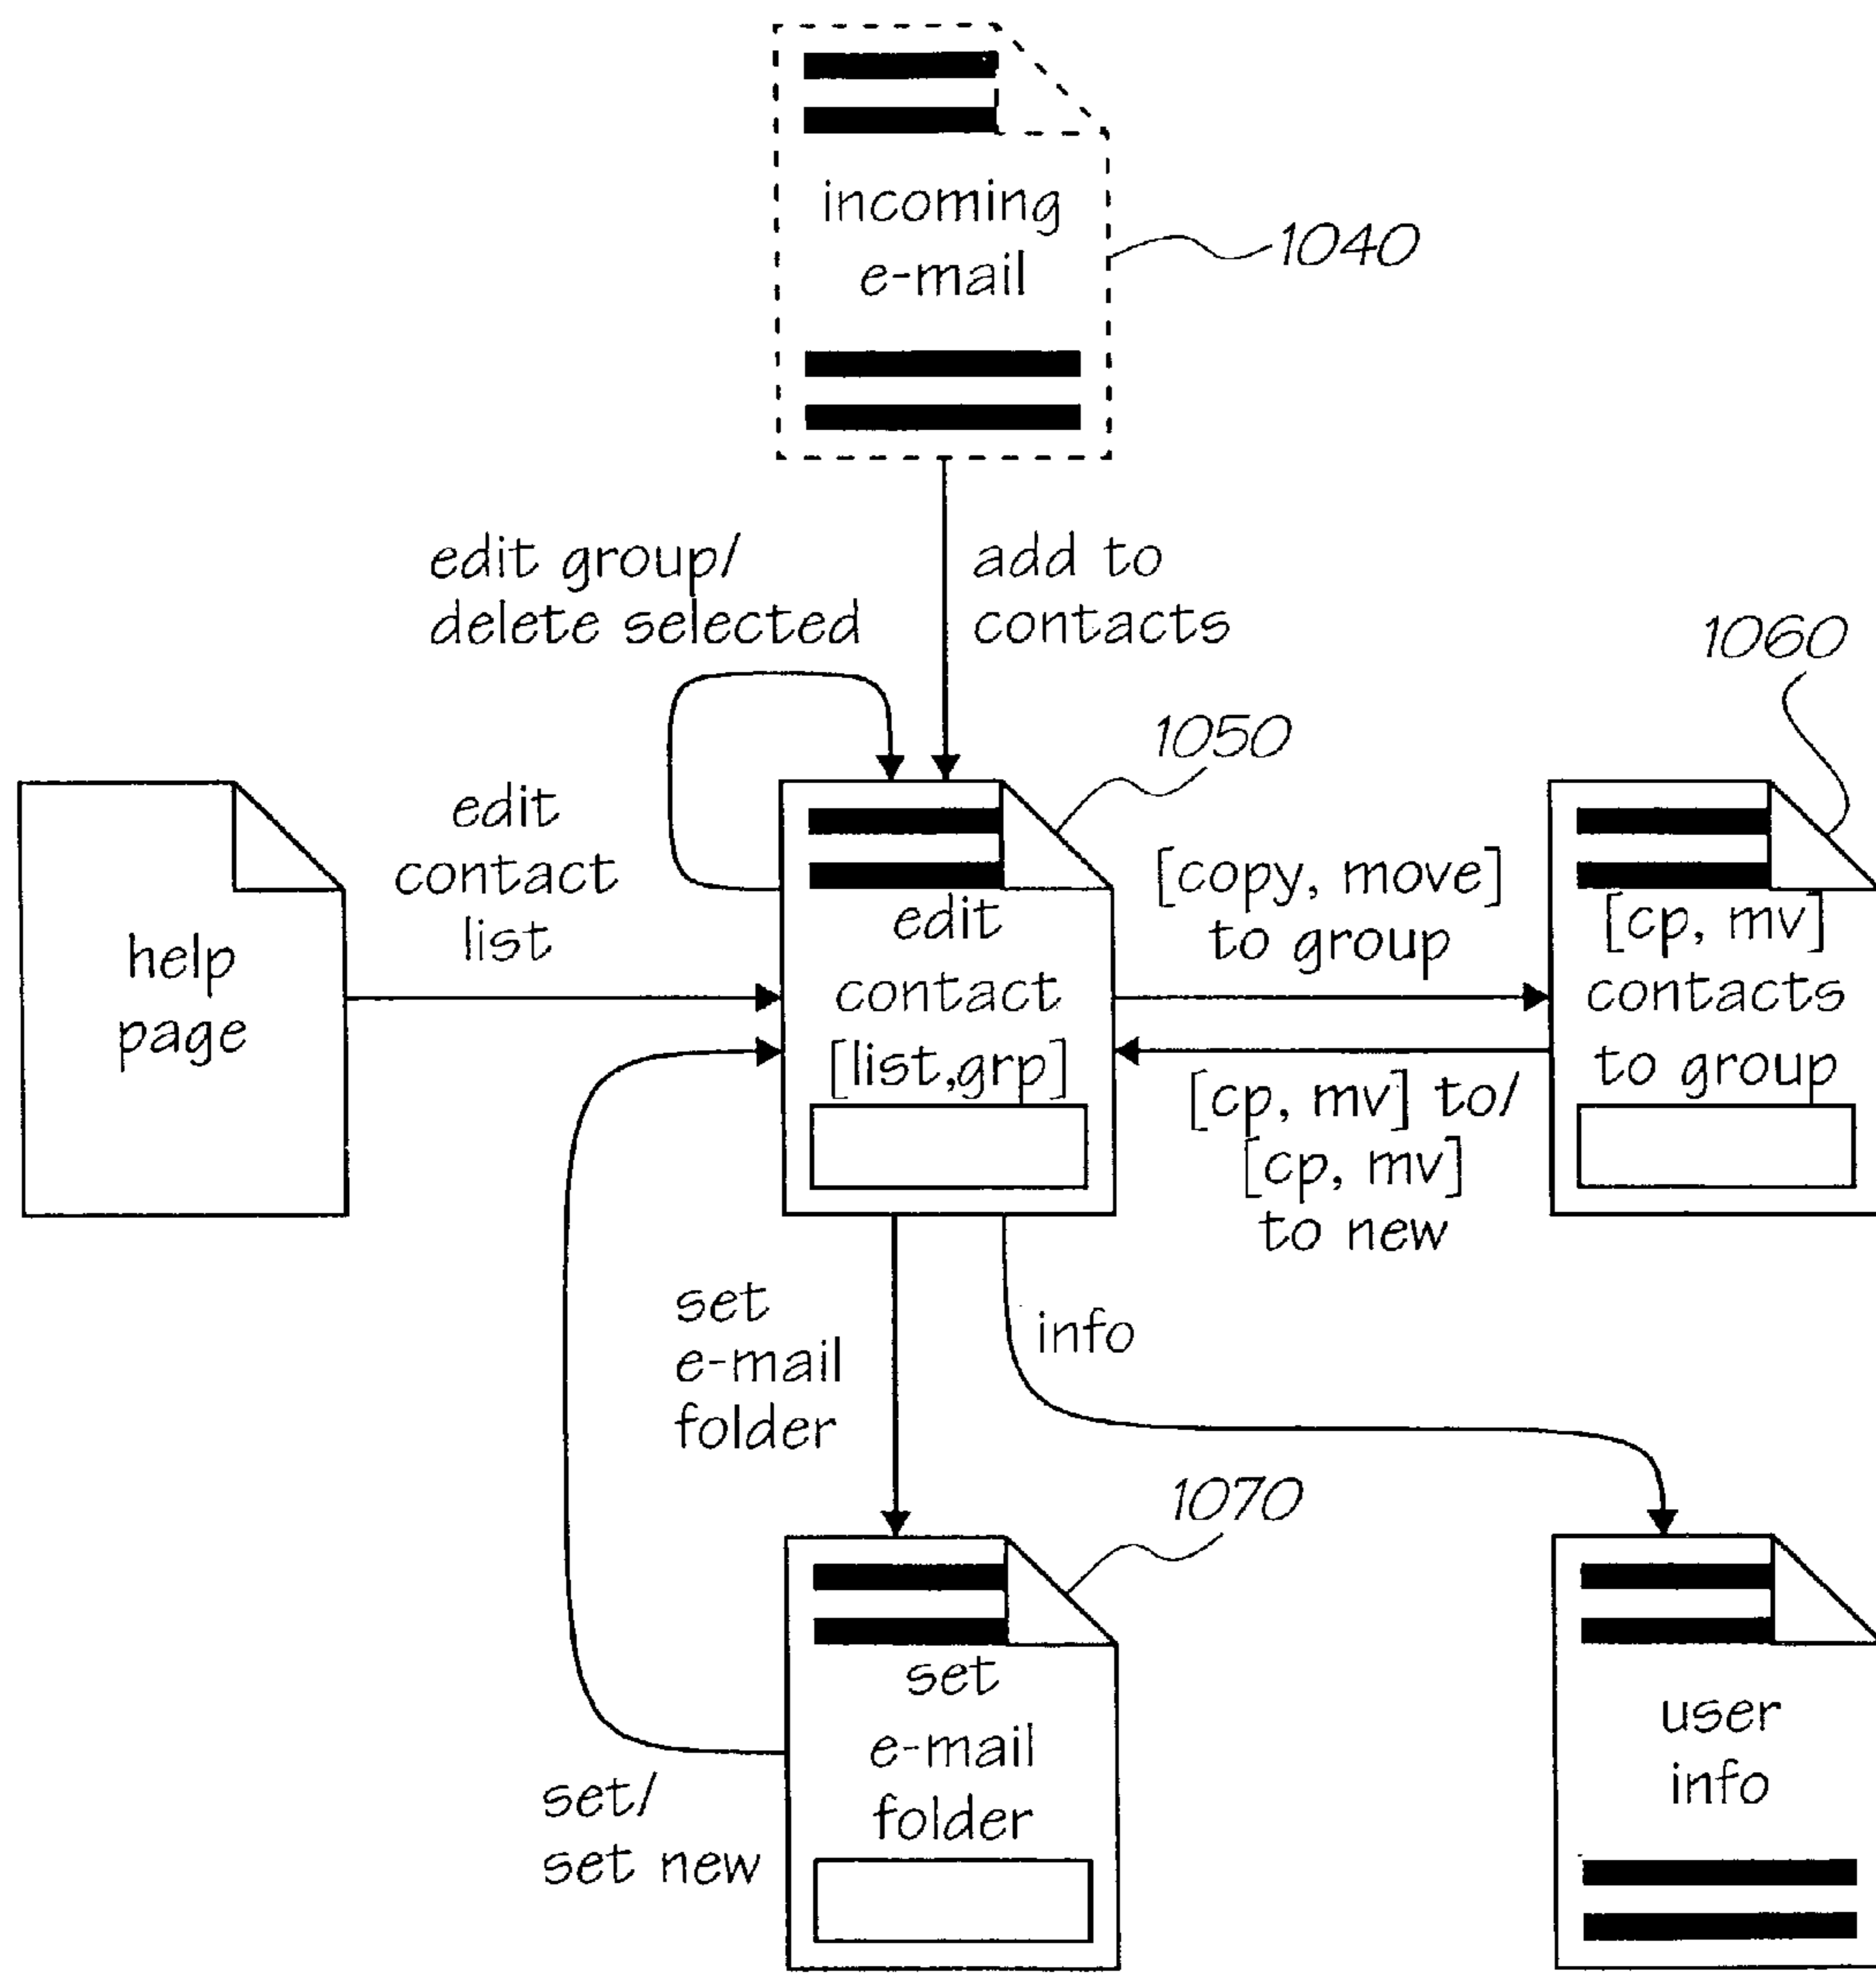 incoming
e-mail
1040
edit group/
delete selected
add to
contacts
1060
1050
help
page
edit
contact
list
edit
contact
[list,grp]
[copy, move]
to group
[cp, mv] to/
[cp, mv]
to new
[cp, mv]
contacts
to group
set
e-mail
folder
info
1070
set
e-mail
folder
set/
set new
user
info